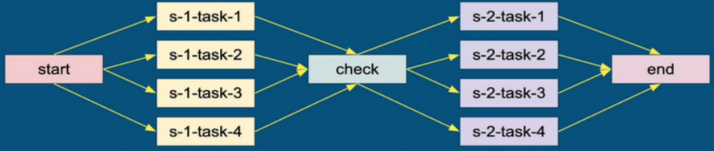 start
s-1-task-1
s-1-task-2
s-1-task-3
s-1-task-4
check
s-2-task-1
s-2-task-2
s-2-task-3
s-2-task-4
end